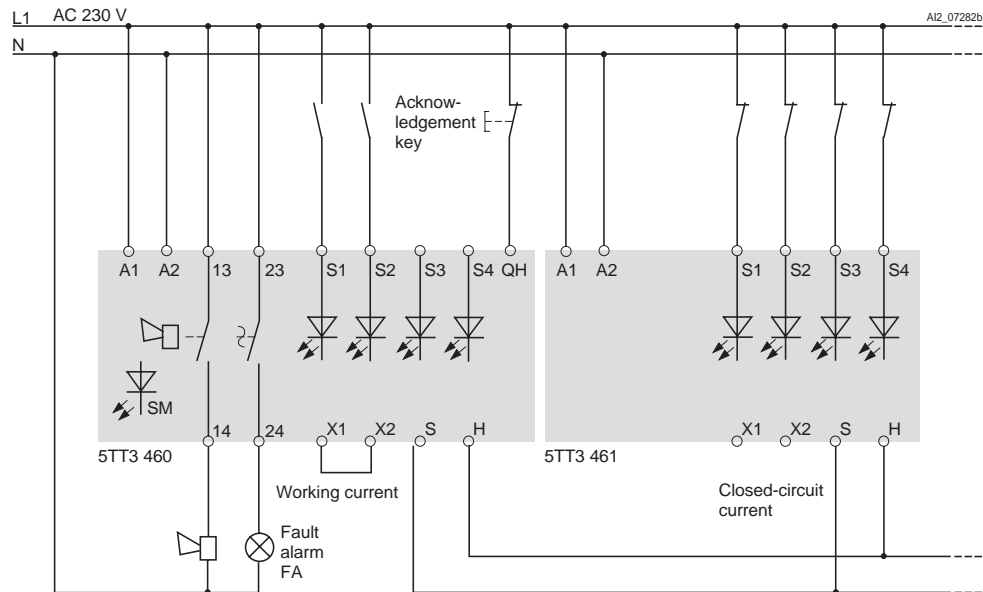 L1 AC 230 V AI2_07282b
N
Acknow-
ledgement
key
A1 A2 13 23 S1 S2 S3 S4 QH A1 A2 S1 S2 S3 S4
SM
14 24 X1 X2 S H X1 X2 S H
5TT3 460 5TT3 461
Working current
Closed-circuit
current
Fault
alarm
FA